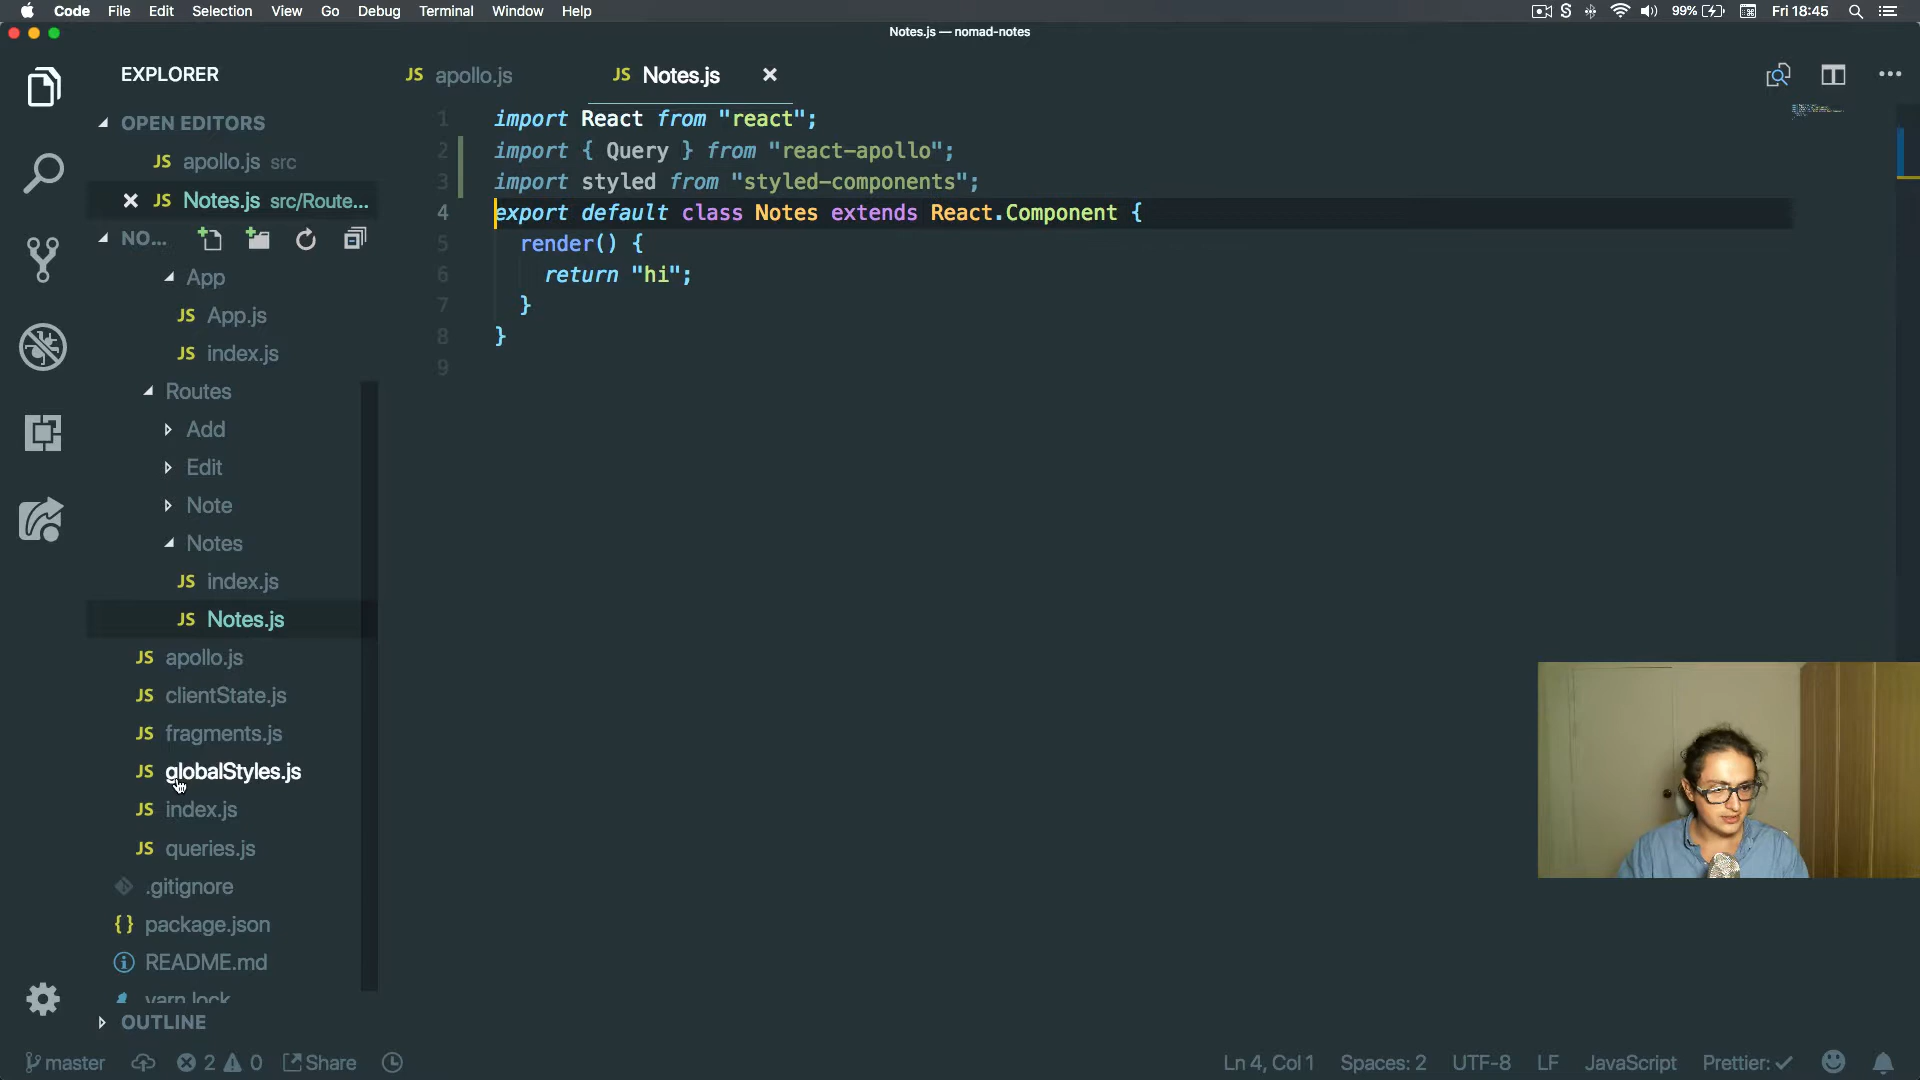 Code File Edit Selection View Go Debug Terminal Window Help 99% Fri 18:45
Notes.js — nomad-notes
EXPLORER
JS apollo.js
JS Notes.js
OPEN EDITORS
JS apollo.js src
JS Notes.js src/Route...
NO...
App
JS App.js
JS index.js
Routes
Add
Edit
Note
Notes
JS index.js
JS Notes.js
JS apollo.js
JS clientState.js
JS fragments.js
JS globalStyles.js
JS index.js
JS queries.js
.gitignore
{} package.json
README.md
yarn.lock
OUTLINE
1 import React from "react";
2 import { Query } from "react-apollo";
3 import styled from "styled-components";
4 export default class Notes extends React.Component {
5 render() {
6 return "hi";
7 }
8 }
9
master 2 0 Share Ln 4, Col 1 Spaces: 2 UTF-8 LF JavaScript Prettier: ✓